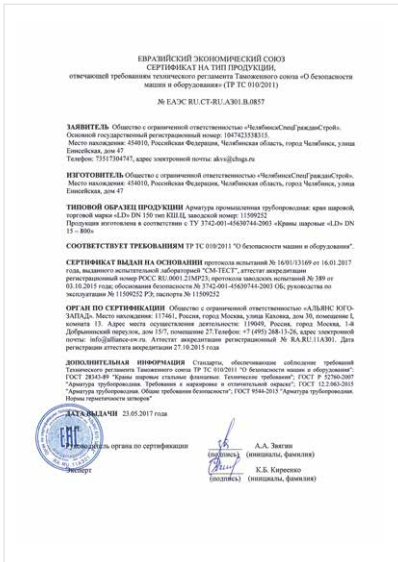 ЕВРАЗИЙСКИЙ ЭКОНОМИЧЕСКИЙ СОЮЗ
СЕРТИФИКАТ НА ТИП ПРОДУКЦИИ,
отвечающей требованиям технического регламента Таможенного союза «О безопасности
машин и оборудования» (ТР ТС 010/2011)
№ ЕАЭС RU.СТ-RU.А301.В.0857
ЗАЯВИТЕЛЬ Общество с ограниченной ответственностью «ЧелябинскСпецГражданСтрой».
Основной государственный регистрационный номер: 1047423538315.
Место нахождения: 454010, Российская Федерация, Челябинская область, город Челябинск, улица
Енисейская, дом 47
Телефон: 73517304747, адрес электронной почты: akvs@chsgs.ru
ИЗГОТОВИТЕЛЬ Общество с ограниченной ответственностью «ЧелябинскСпецГражданСтрой».
Место нахождения: 454010, Российская Федерация, Челябинская область, город Челябинск, улица
Енисейская, дом 47
ТИПОВОЙ ОБРАЗЕЦ ПРОДУКЦИИ Арматура промышленная трубопроводная: кран шаровой,
торговой марки «LD» DN 150 тип КШ.Ц, заводской номер: 11509252
Продукция изготовлена в соответствии с ТУ 3742-001-45630744-2003 «Краны шаровые «LD» DN
15 – 800»
СООТВЕТСТВУЕТ ТРЕБОВАНИЯМ ТР ТС 010/2011 "О безопасности машин и оборудования".
СЕРТИФИКАТ ВЫДАН НА ОСНОВАНИИ протокола испытаний № 16/01/13169 от 16.01.2017
года, выданного испытательной лабораторией "СМ-ТЕСТ", аттестат аккредитации
регистрационный номер РОСС RU.0001.21МР23; протокола заводских испытаний № 389 от
03.10.2015 года; обоснования безопасности № 3742-001-45630744-2003 ОБ; руководства по
эксплуатации № 11509252 РЭ; паспорта № 11509252
ОРГАН ПО СЕРТИФИКАЦИИ Общество с ограниченной ответственностью «АЛЬЯНС ЮГО-
ЗАПАД». Место нахождения: 117461, Россия, город Москва, улица Каховка, дом 30, помещение I,
комната 13. Адрес места осуществления деятельности: 119049, Россия, город Москва, 1-й
Добрынинский переулок, дом 15/7, помещение 27.Телефон: +7 (495) 268-13-26, адрес электронной
почты: info@alliance-sw.ru. Аттестат аккредитации регистрационный № RA.RU.11А301. Дата
регистрации аттестата аккредитации 27.10.2015 года
ДОПОЛНИТЕЛЬНАЯ ИНФОРМАЦИЯ Стандарты, обеспечивающие соблюдение требований
Технического регламента Таможенного союза ТР ТС 010/2011 "О безопасности машин и оборудования":
ГОСТ 28343-89 "Краны шаровые стальные фланцевые. Технические требования"; ГОСТ Р 52760-2007
"Арматура трубопроводная. Требования к маркировке и отличительной окраске"; ГОСТ 12.2.063-2015
"Арматура трубопроводная. Общие требования безопасности"; ГОСТ 9544-2015 "Арматура трубопроводная.
Нормы герметичности затворов"
ДАТА ВЫДАЧИ 23.05.2017 года
Руководитель органа по сертификации А.А. Звягин
(подпись) (инициалы, фамилия)
Эксперт К.Б. Киреенко
(подпись) (инициалы, фамилия)
ЕАС